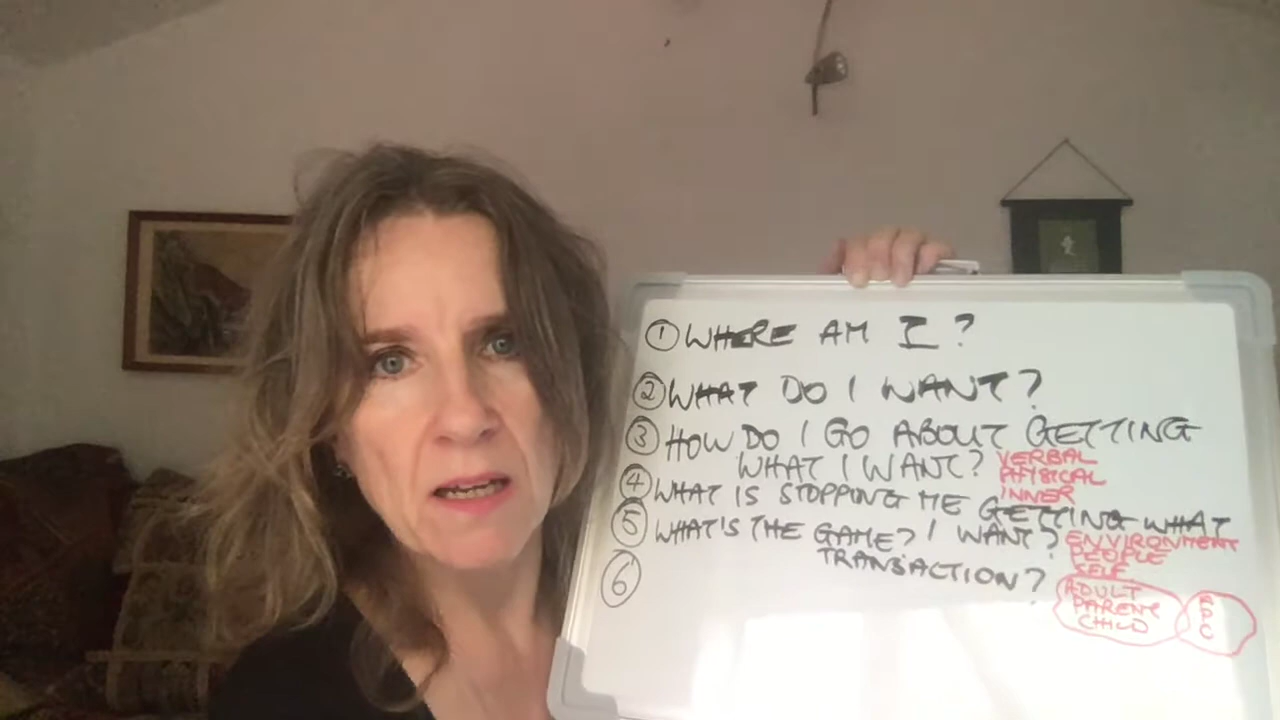 ① WHERE AM I?
② WHAT DO I WANT?
③ HOW DO I GO ABOUT GETTING
WHAT I WANT? VERBAL
PHYSICAL
INNER
④ WHAT IS STOPPING ME GETTING WHAT
I WANT? ENVIRONMENT
PEOPLE
SELF
⑤ WHAT'S THE GAME?
TRANSACTION?
ADULT
PARENT
CHILD
A
P
C
⑥